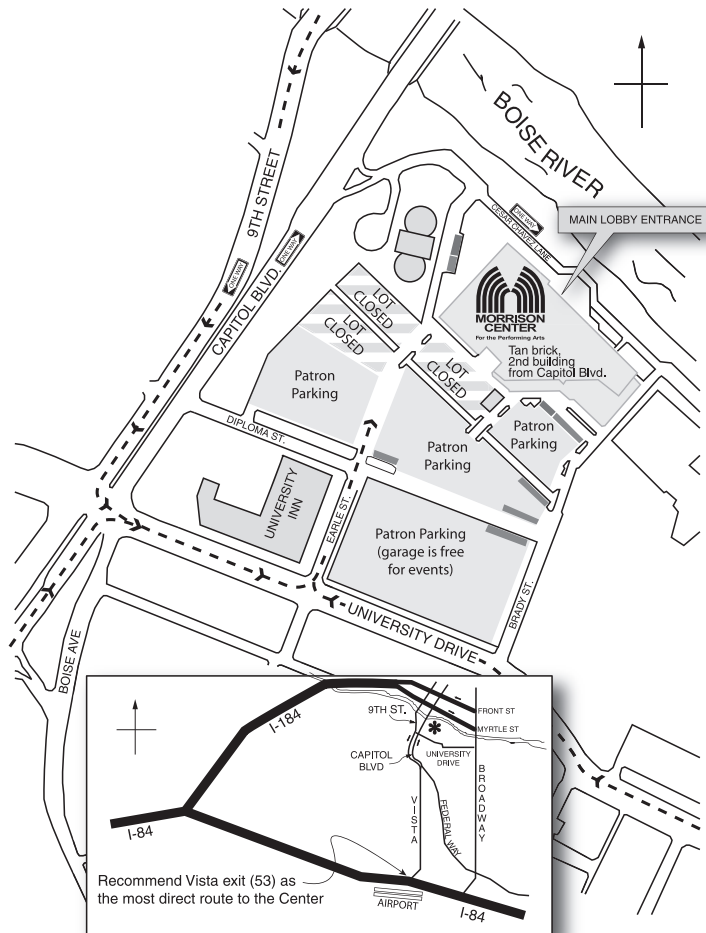 9TH STREET
ONE WAY
CAPITOL BLVD.
ONE WAY
BOISE RIVER
ONE WAY
CESAR CHAVEZ LANE
MAIN LOBBY ENTRANCE
MORRISON
CENTER
For the Performing Arts
Tan brick,
2nd building
from Capitol Blvd.
LOT
CLOSED
LOT
CLOSED
LOT
CLOSED
Patron
Parking
Patron
Parking
Patron
Parking
DIPLOMA ST.
UNIVERSITY
INN
EARLE ST.
Patron Parking
(garage is free
for events)
BRADY ST.
UNIVERSITY DRIVE
BOISE AVE
I-184
9TH ST.
FRONT ST
MYRTLE ST
*
CAPITOL
BLVD
UNIVERSITY
DRIVE
BROADWAY
VISTA
FEDERAL WAY
I-84
Recommend Vista exit (53) as
the most direct route to the Center
AIRPORT
I-84